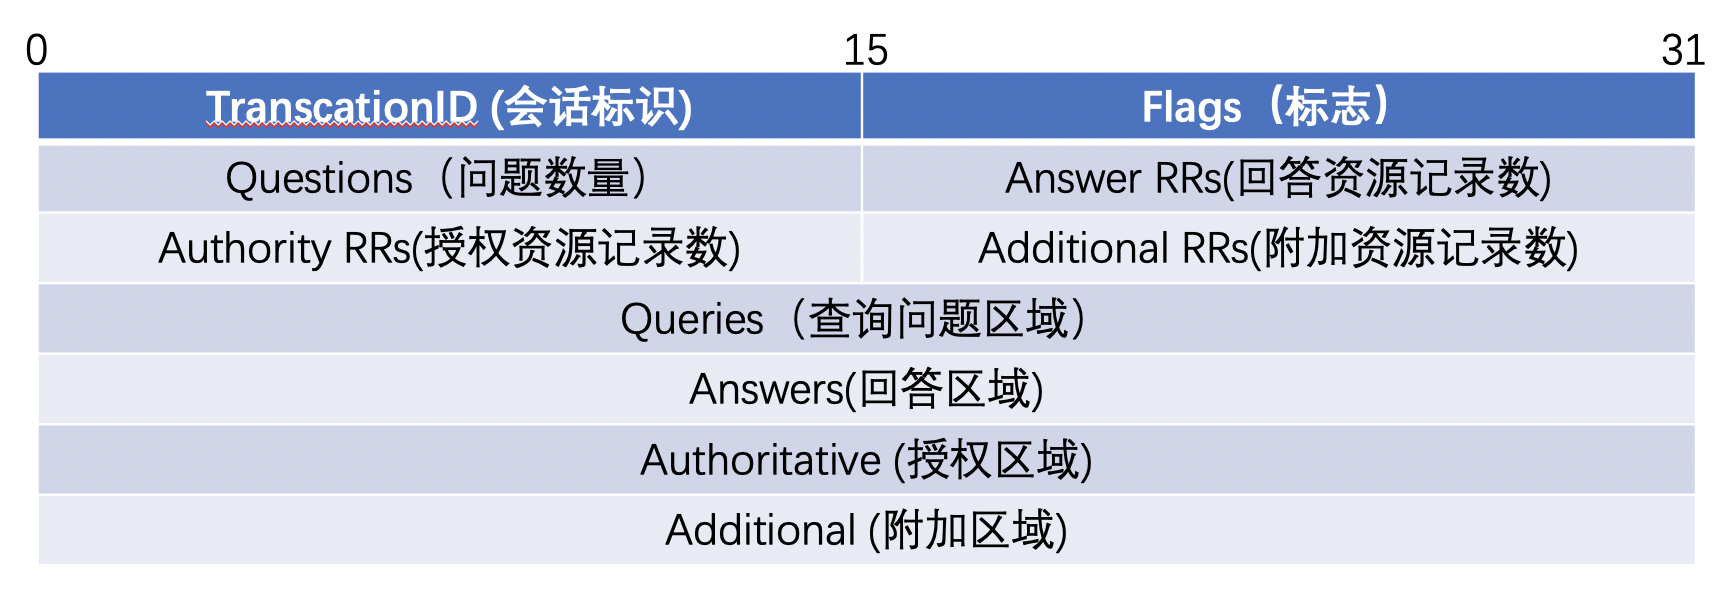 0 15 31
TranscationID (会话标识) Flags（标志）
Questions（问题数量） Answer RRs(回答资源记录数)
Authority RRs(授权资源记录数) Additional RRs(附加资源记录数)
Queries（查询问题区域）
Answers(回答区域)
Authoritative (授权区域)
Additional (附加区域)